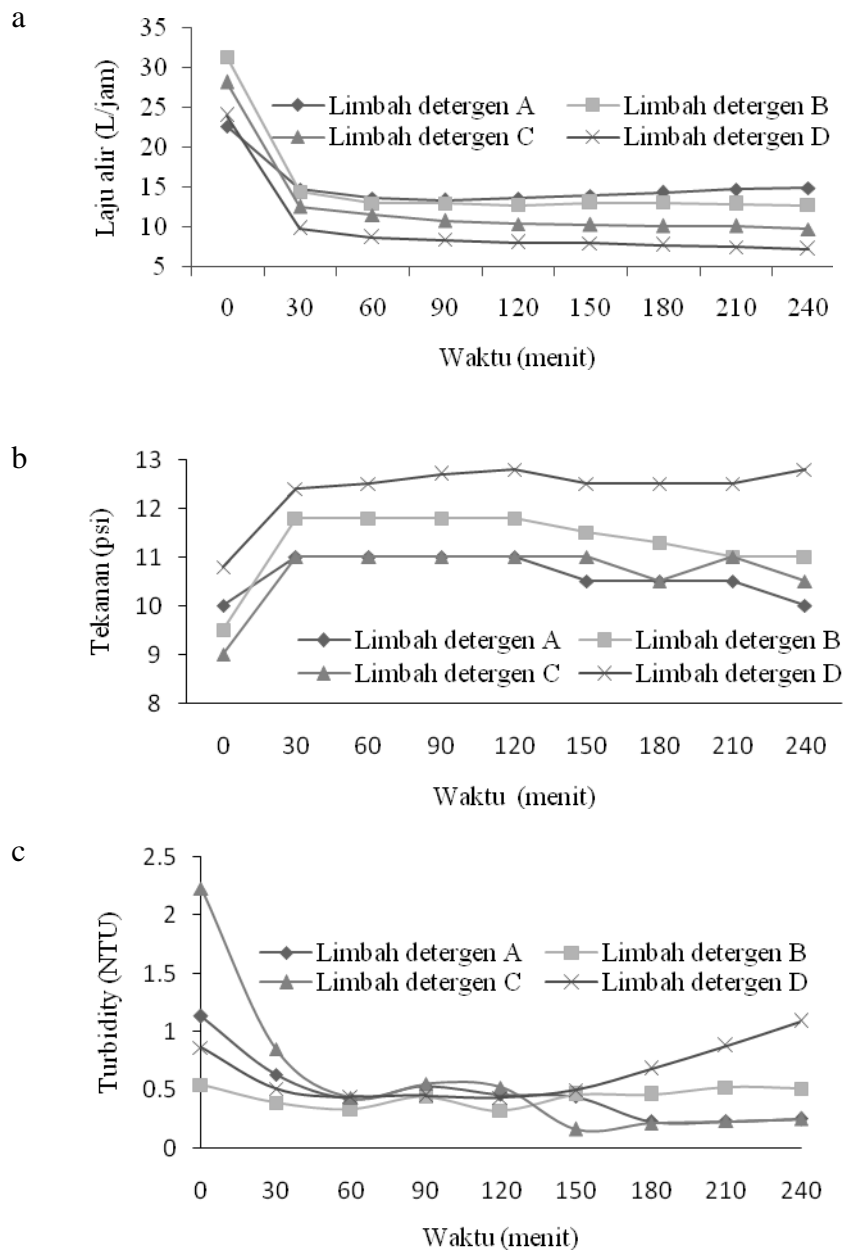 a
35
30
25
20
15
10
5
Laju alir (L/jam)
Limbah detergen A
Limbah detergen B
Limbah detergen C
Limbah detergen D
0 30 60 90 120 150 180 210 240
Waktu (menit)
b
13
12
11
10
9
8
Tekanan (psi)
Limbah detergen A
Limbah detergen B
Limbah detergen C
Limbah detergen D
0 30 60 90 120 150 180 210 240
Waktu (menit)
c
2.5
2
1.5
1
0.5
0
Turbidity (NTU)
Limbah detergen A
Limbah detergen B
Limbah detergen C
Limbah detergen D
0 30 60 90 120 150 180 210 240
Waktu (menit)